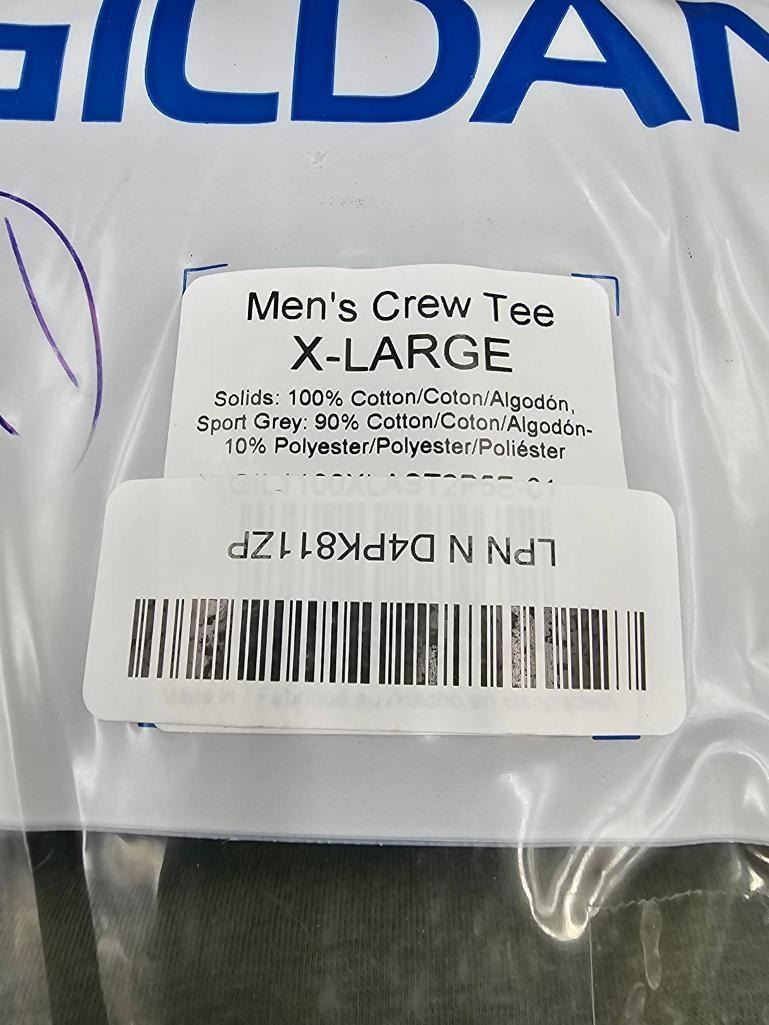 GILDAN
Men's Crew Tee
X-LARGE
Solids: 100% Cotton/Coton/Algodón,
Sport Grey: 90% Cotton/Coton/Algodón-
10% Polyester/Polyester/Poliéster
LPN N D4PK811ZP